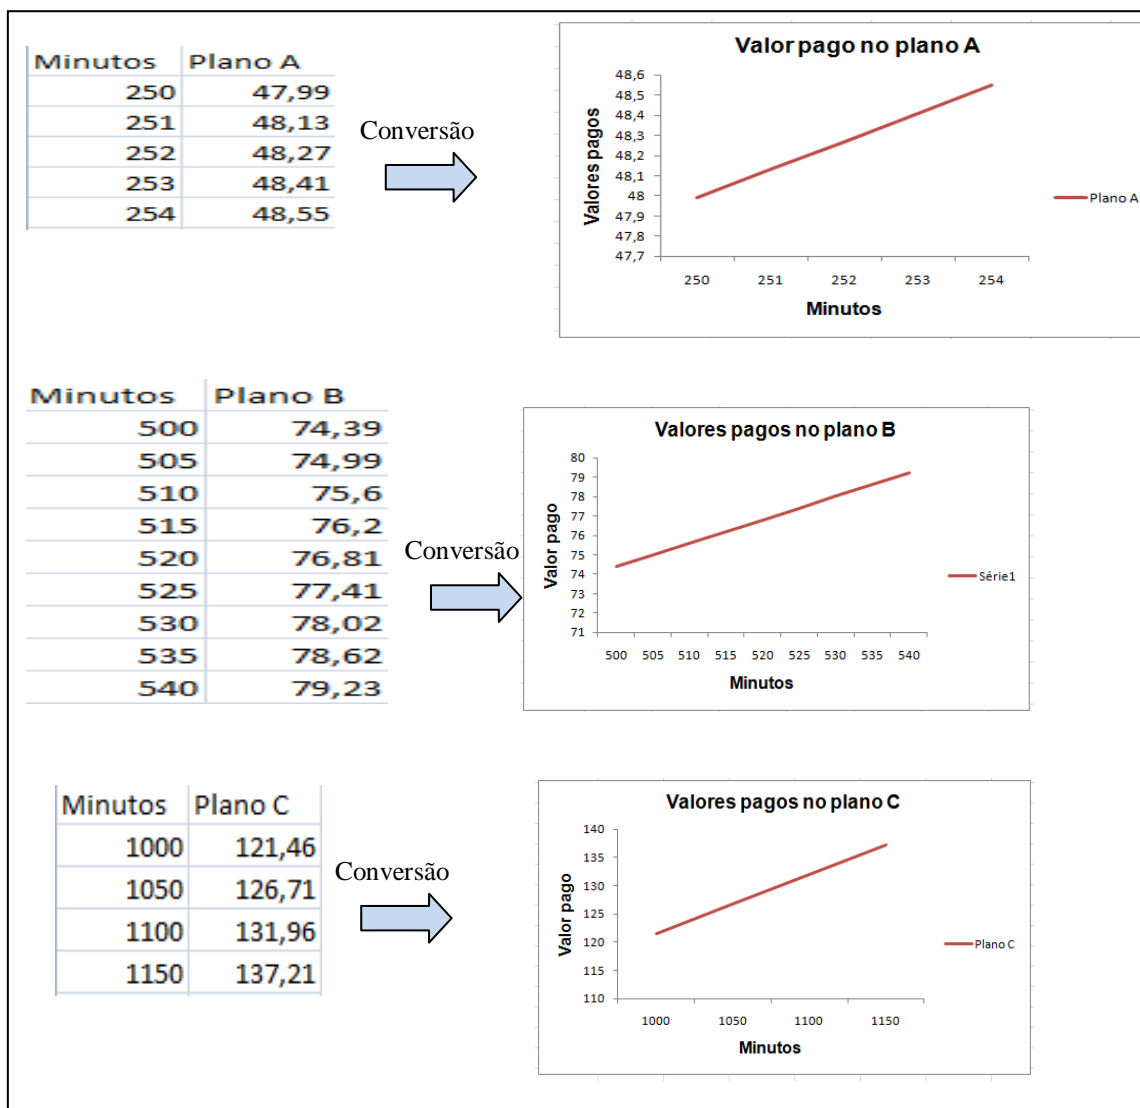 Minutos Plano A
250 47,99
251 48,13
252 48,27
253 48,41
254 48,55
Conversão
Valor pago no plano A
Valores pagos
48,6
48,5
48,4
48,3
48,2
48,1
48
47,9
47,8
47,7
250 251 252 253 254
Minutos
Plano A
Minutos Plano B
500 74,39
505 74,99
510 75,6
515 76,2
520 76,81
525 77,41
530 78,02
535 78,62
540 79,23
Conversão
Valores pagos no plano B
Valor pago
80
79
78
77
76
75
74
73
72
71
500 505 510 515 520 525 530 535 540
Minutos
Série1
Minutos Plano C
1000 121,46
1050 126,71
1100 131,96
1150 137,21
Conversão
Valores pagos no plano C
Valor pago
140
135
130
125
120
115
110
1000 1050 1100 1150
Minutos
Plano C